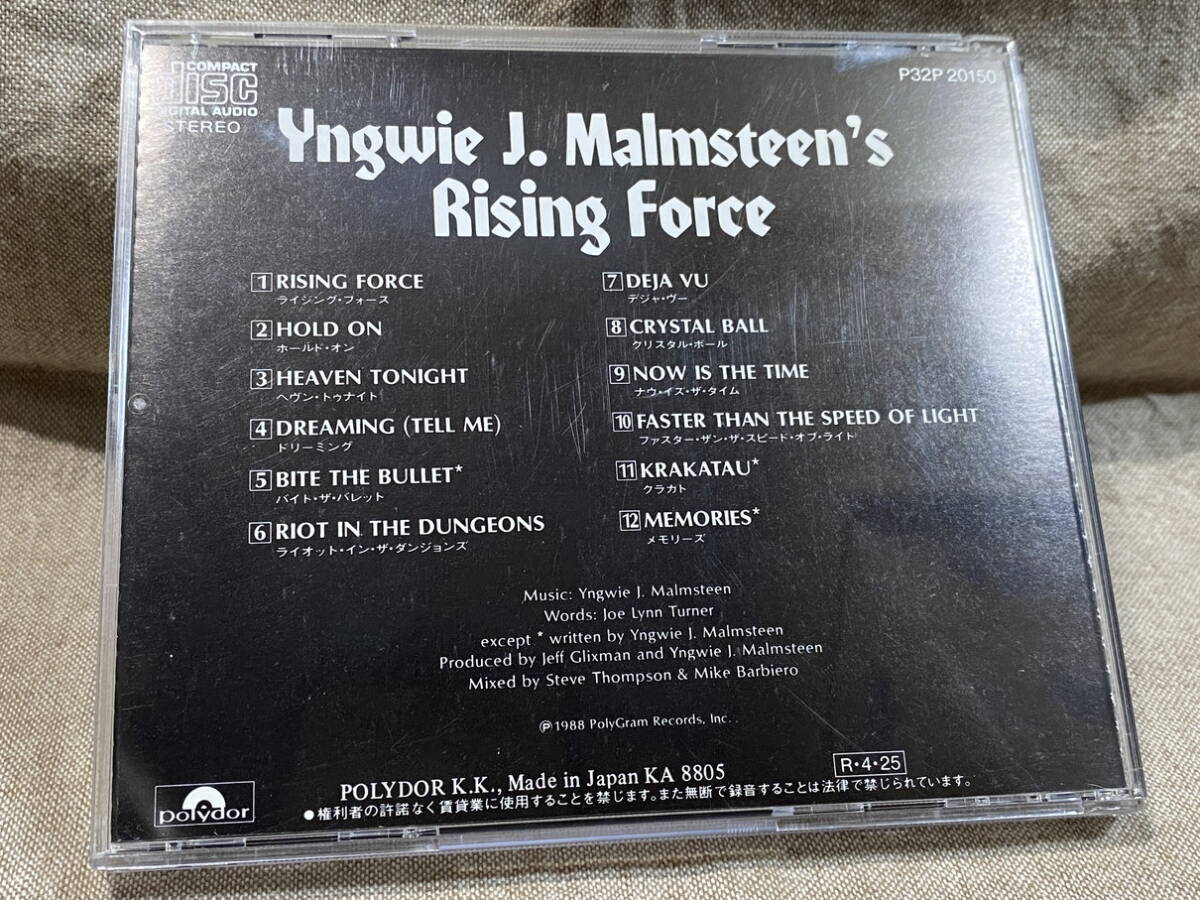 COMPACT
disc
DIGITAL AUDIO
STEREO
P32P 20150
Yngwie J. Malmsteen's
Rising Force
1 RISING FORCE
ライジング・フォース
2 HOLD ON
ホールド・オン
3 HEAVEN TONIGHT
ヘヴン・トゥナイト
4 DREAMING (TELL ME)
ドリーミング
5 BITE THE BULLET*
バイト・ザ・バレット
6 RIOT IN THE DUNGEONS
ライオット・イン・ザ・ダンジョンズ
7 DEJA VU
デジャ・ヴー
8 CRYSTAL BALL
クリスタル・ボール
9 NOW IS THE TIME
ナウ・イズ・ザ・タイム
10 FASTER THAN THE SPEED OF LIGHT
ファスター・ザン・ザ・スピード・オブ・ライト
11 KRAKATAU*
クラカト
12 MEMORIES*
メモリーズ
Music: Yngwie J. Malmsteen
Words: Joe Lynn Turner
except * written by Yngwie J. Malmsteen
Produced by Jeff Glixman and Yngwie J. Malmsteen
Mixed by Steve Thompson & Mike Barbiero
Ⓟ1988 PolyGram Records, Inc.
R・4・25
POLYDOR K.K., Made in Japan KA 8805
●権利者の許諾なく賃貸業に使用することを禁じます。また無断で録音することは法律で禁じられています。
polydor